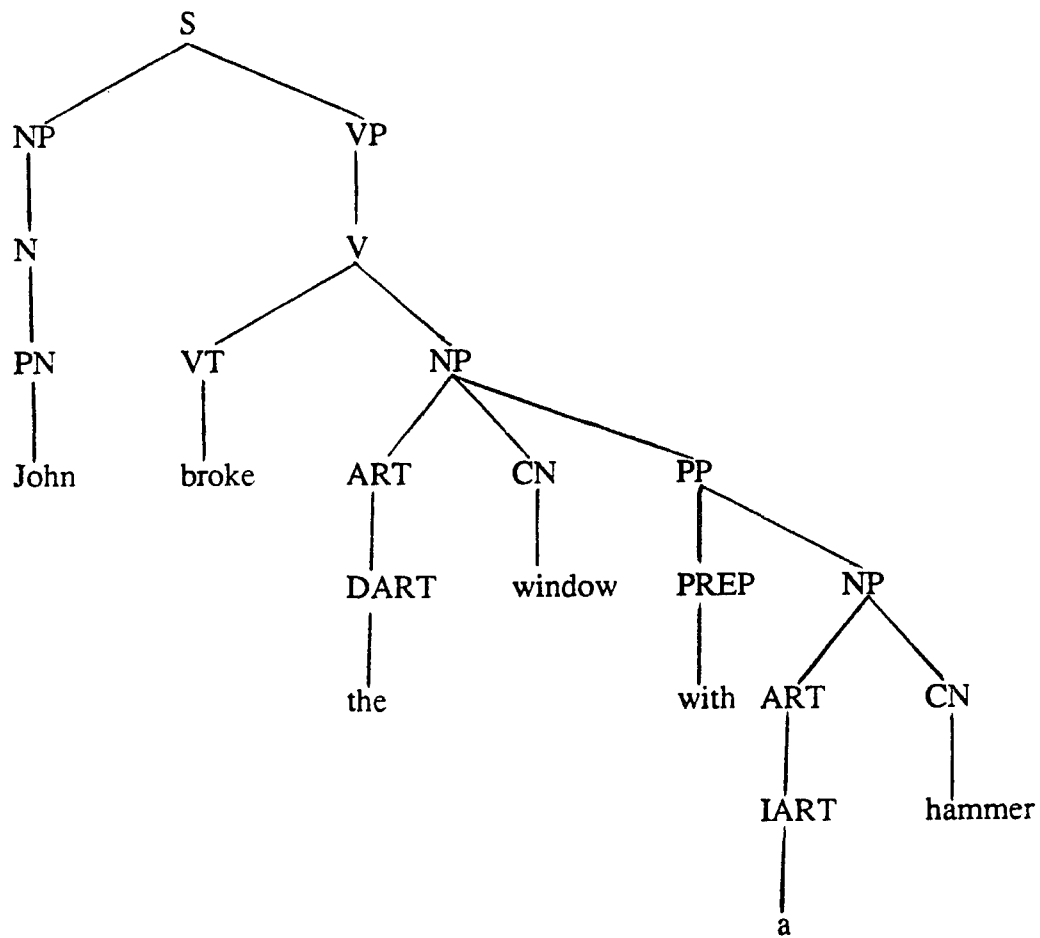 S
NP VP
N V
PN VT NP
John broke ART CN PP
DART window PREP NP
the with ART CN
IART hammer
a